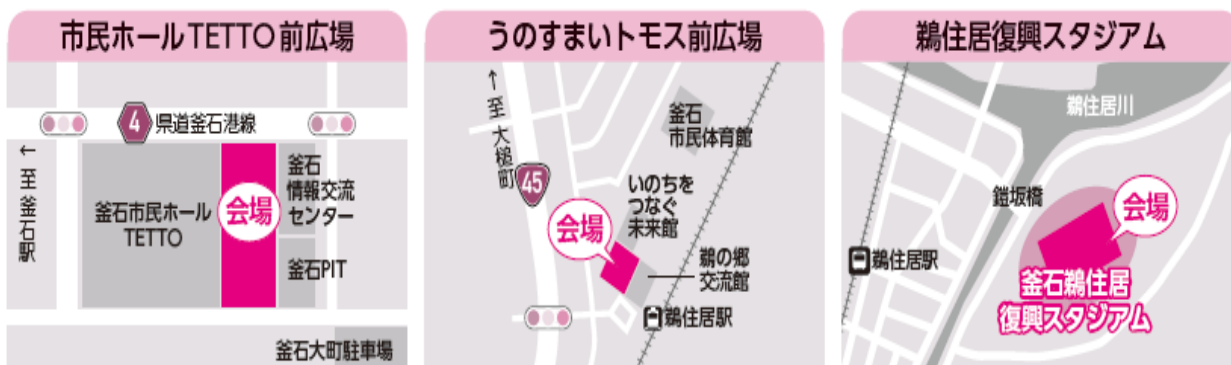 市民ホールTETTO前広場
4
県道釜石港線
← 至釜石駅
釜石市民ホール
TETTO
会場
釜石
情報交流
センター
釜石PIT
釜石大町駐車場
うのすまいトモス前広場
← 至大槌町
45
釜石
市民体育館
いのちを
つなぐ
未来館
会場
鵜の郷
交流館
鵜住居駅
鵜住居復興スタジアム
鵜住居川
鎧坂橋
会場
鵜住居駅
釜石鵜住居
復興スタジアム